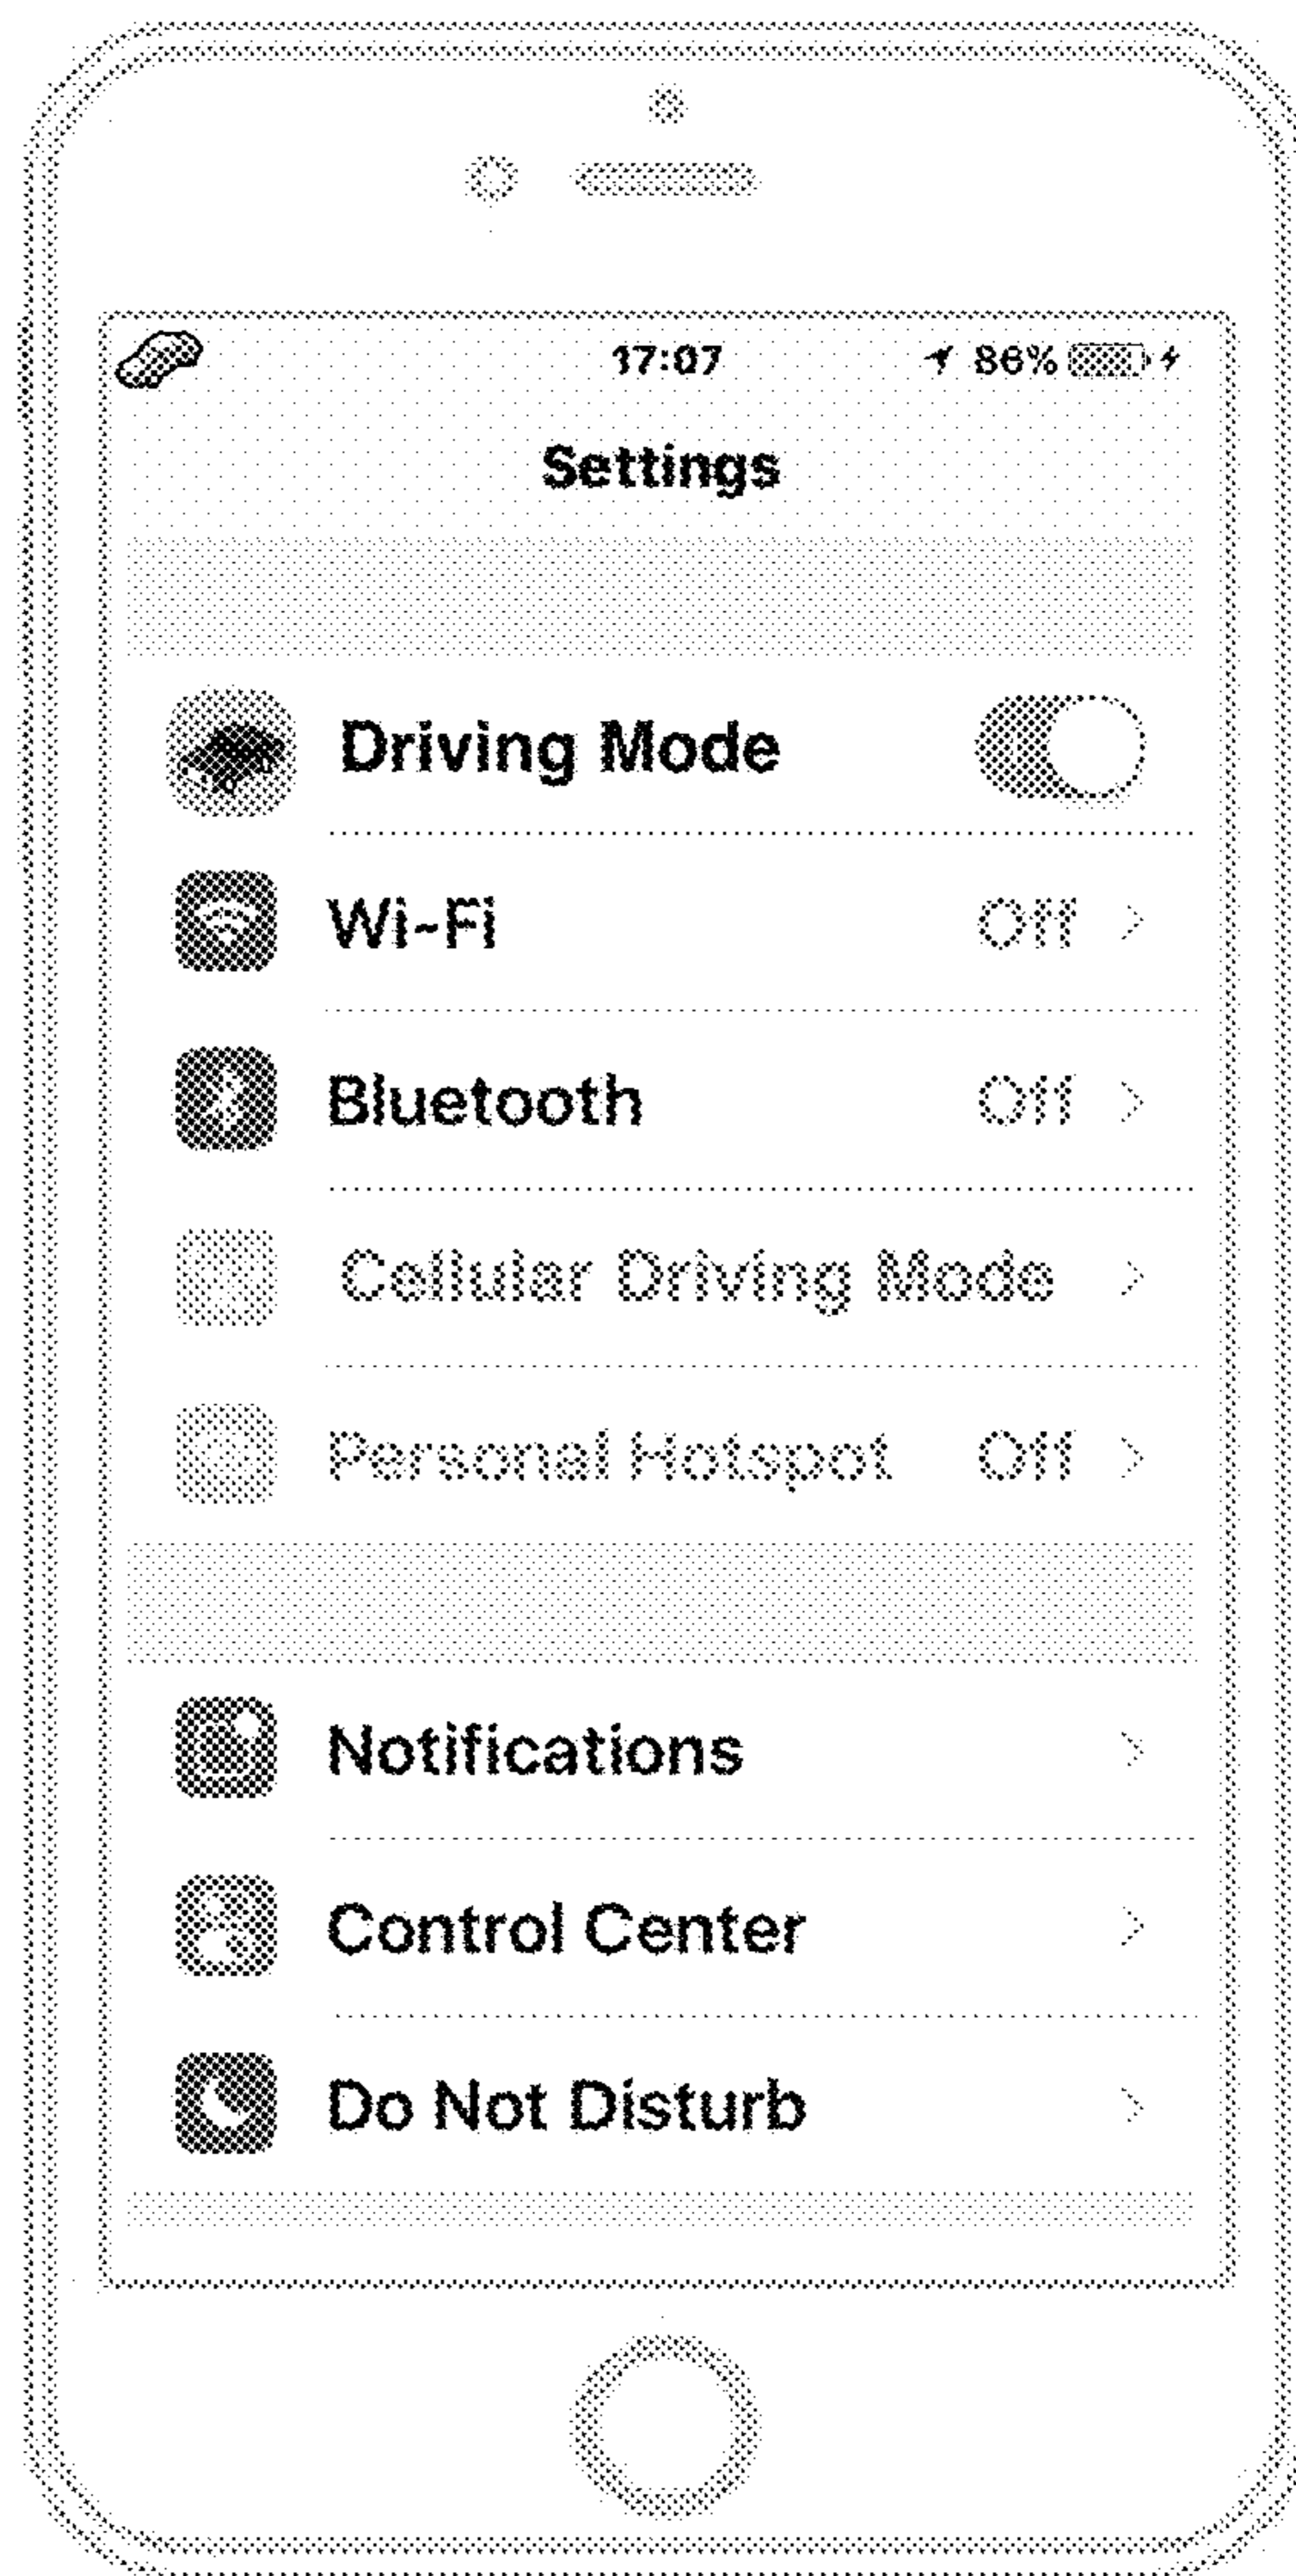 17:07 86%
Settings
Driving Mode
Wi-Fi Off
Bluetooth Off
Cellular Driving Mode
Personal Hotspot Off
Notifications
Control Center
Do Not Disturb